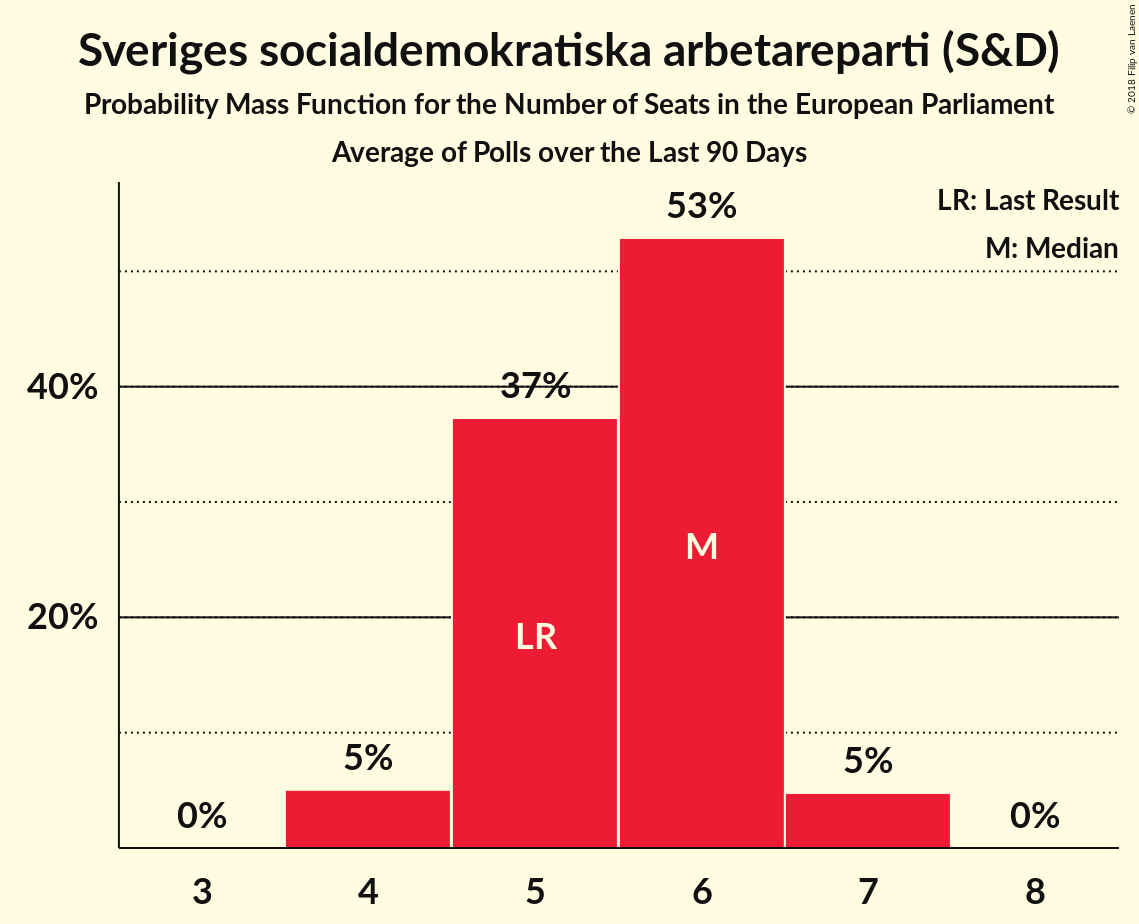 Sveriges socialdemokratiska arbetareparti (S&D)
Probability Mass Function for the Number of Seats in the European Parliament
Average of Polls over the Last 90 Days
© 2018 Filip van Laenen
LR: Last Result
M: Median
53%
40%
37%
M
20%
LR
5%
5%
0%
0%
3 4 5 6 7 8